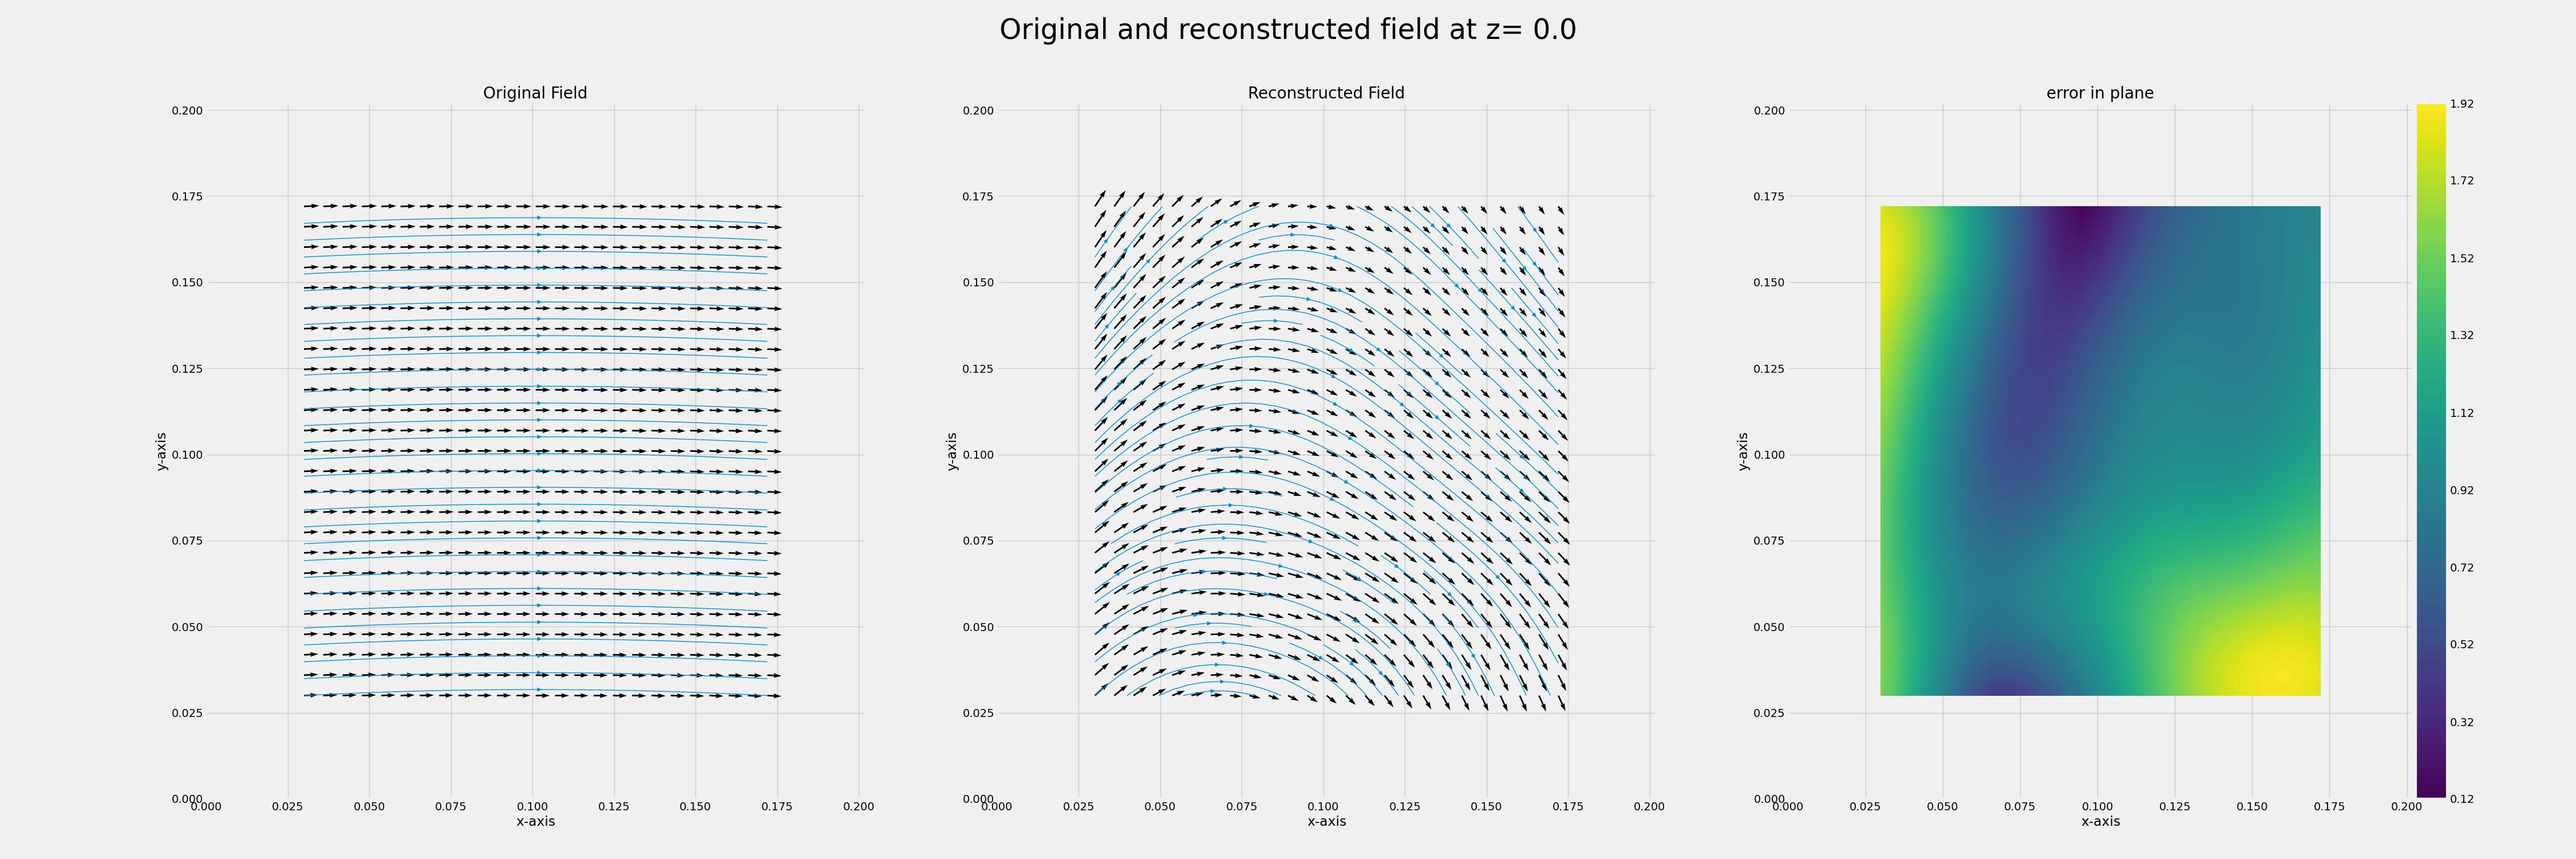 Original and reconstructed field at z= 0.0
Original Field
0.200
0.175
0.150
0.125
0.100
0.075
0.050
0.025
0.000
y-axis
0.000 0.025 0.050 0.075 0.100 0.125 0.150 0.175 0.200
x-axis
Reconstructed Field
0.200
0.175
0.150
0.125
0.100
0.075
0.050
0.025
0.000
y-axis
0.000 0.025 0.050 0.075 0.100 0.125 0.150 0.175 0.200
x-axis
error in plane
0.200
0.175
0.150
0.125
0.100
0.075
0.050
0.025
0.000
y-axis
0.000 0.025 0.050 0.075 0.100 0.125 0.150 0.175 0.200
x-axis
1.92
1.72
1.52
1.32
1.12
0.92
0.72
0.52
0.32
0.12